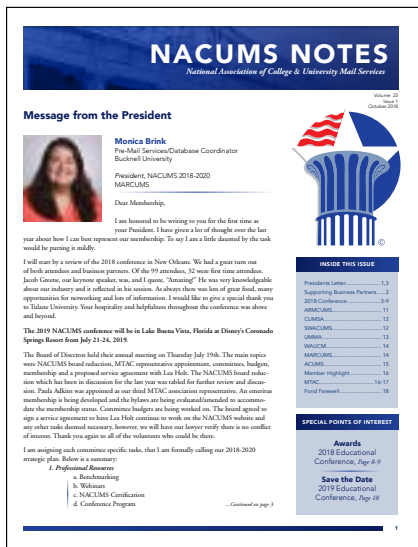 NACUMS NOTES
National Association of College & University Mail Services
Volume 23
Issue 1
October 2018
Message from the President
Monica Brink
Pre-Mail Services/Database Coordinator
Bucknell University
President, NACUMS 2018-2020
MARCUMS
Dear Membership,
I am honored to be writing to you for the first time as
your President. I have given a lot of thought over the last
year about how I can best represent our membership. To say I am a little daunted by the task
would be putting it mildly.
I will start by a review of the 2018 conference in New Orleans. We had a great turn out
of both attendees and business partners. Of the 99 attendees, 32 were first time attendees.
Jacob Greene, our keynote speaker, was, and I quote, "Amazing!" He was very knowledgeable
about our industry and it reflected in his session. As always there was lots of great food, many
opportunities for networking and lots of information. I would like to give a special thank you
to Tulane University. Your hospitality and helpfulness throughout the conference was above
and beyond.
The 2019 NACUMS conference will be in Lake Buena Vista, Florida at Disney's Coronado
Springs Resort from July 21-24, 2019.
The Board of Directors held their annual meeting on Thursday July 19th. The main topics
were NACUMS board reduction, MTAC representative appointment, committees, budgets,
membership and a proposed service agreement with Lea Holt. The NACUMS board reduc-
tion which has been in discussion for the last year was tabled for further review and discus-
sion. Paula Adkins was appointed as our third MTAC association representative. An emeritus
membership is being developed and the bylaws are being evaluated/amended to accommo-
date the membership status. Committee budgets are being worked on. The board agreed to
sign a service agreement to have Lea Holt continue to work on the NACUMS website and
any other tasks deemed necessary, however, we will have our lawyer verify there is no conflict
of interest. Thank you again to all of the volunteers who could be there.
I am assigning each committee specific tasks, that I am formally calling our 2018-2020
strategic plan. Below is a summary:
1. Professional Resources
a. Benchmarking
b. Webinars
c. NACUMS Certification
d. Conference Program
...Continued on page 3
©
INSIDE THIS ISSUE
Presidents Letter 1,3
Supporting Business Partners 2
2018 Conference 3-9
ARMCUMS 11
CUMSA 12
SWACUMS 12
UMMA 13
WAUCM 14
MARCUMS 14
ACUMS 15
Member Highlight 16
MTAC 16-17
Fond Farewell 18
SPECIAL POINTS OF INTEREST
Awards
2018 Educational
Conference, Page 8-9
Save the Date
2019 Educational
Conference, Page 18
1